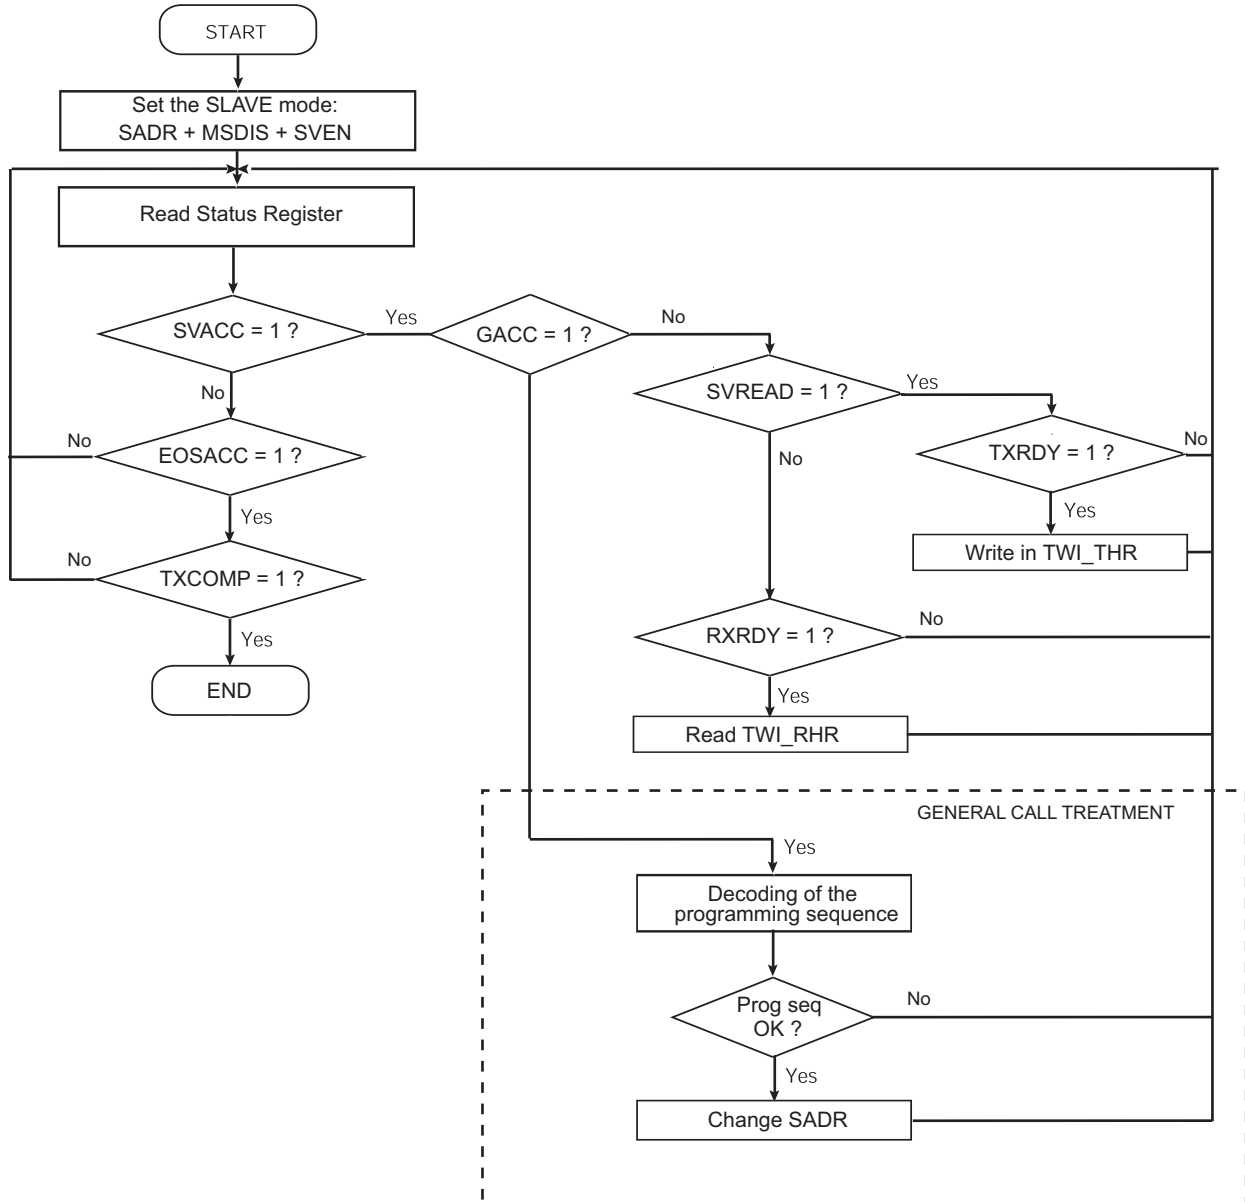 START
Set the SLAVE mode:
SADR + MSDIS + SVEN
Read Status Register
SVACC = 1 ?
Yes
GACC = 1 ?
No
No
SVREAD = 1 ?
Yes
No
EOSACC = 1 ?
No
TXRDY = 1 ?
No
Yes
Yes
Write in TWI_THR
No
TXCOMP = 1 ?
Yes
RXRDY = 1 ?
No
END
Yes
Read TWI_RHR
GENERAL CALL TREATMENT
Yes
Decoding of the
programming sequence
Prog seq
OK ?
No
Yes
Change SADR